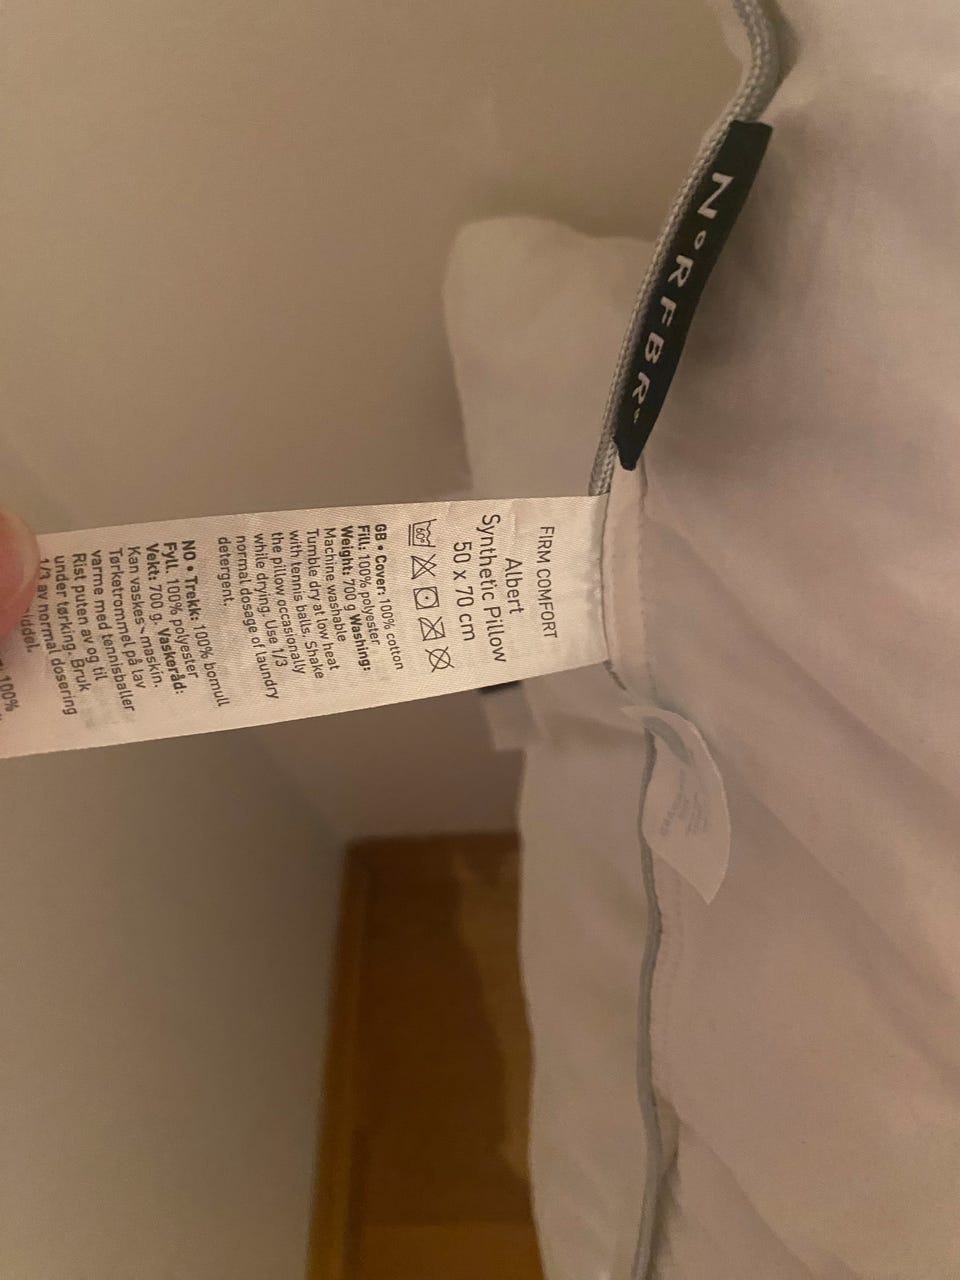 NORFBRO
FIRM COMFORT
Albert
Synthetic Pillow
50 x 70 cm
60°
GB • Cover: 100% cotton
Fill: 100% polyester
Weight: 700 g Washing:
Machine washable
Tumble dry at low heat
with tennis balls. Shake
the pillow occasionally
while drying. Use 1/3
normal dosage of laundry
detergent.
NO • Trekk: 100% bomull
Fyll. 100% polyester
Vekt: 700 g. Vaskeråd:
Kan vaskes maskin.
Tørketrommel på lav
varme med tennisballer
Rist puten av og til
under tørking. Bruk
1/3 av normal dosering
100%